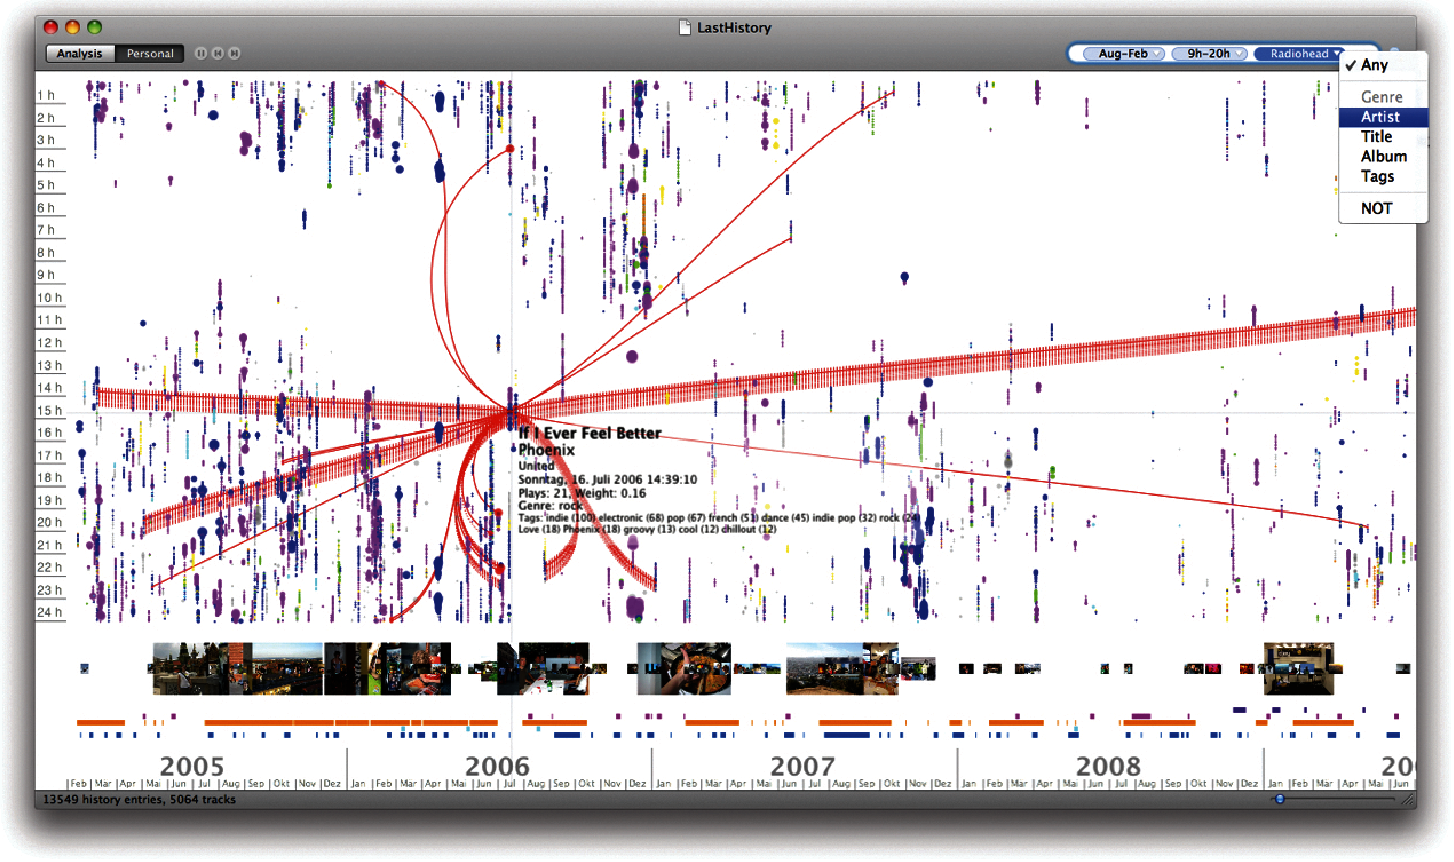 LastHistory
Analysis Personal
Aug–Feb 9h–20h Radiohead
✓ Any
Genre
Artist
Title
Album
Tags
NOT
1 h
2 h
3 h
4 h
5 h
6 h
7 h
8 h
9 h
10 h
11 h
12 h
13 h
14 h
15 h
16 h
17 h
18 h
19 h
20 h
21 h
22 h
23 h
24 h
If I Ever Feel Better
Phoenix
United
Sonntag, 16. Juli 2006 14:39:10
Plays: 21, Weight: 0.16
Genre: rock
Tags: indie (100) electronic (68) pop (67) french (51) dance (45) indie pop (32) rock
Love (18) Phoenix (18) groovy (13) cool (12) chillout (12)
2005 2006 2007 2008 200
Feb Mar Apr Mai Jun Jul Aug Sep Okt Nov Dez Jan Feb Mar Apr Mai Jun Jul Aug Sep Okt Nov Dez Jan Feb Mar Apr Mai Jun Jul Aug Sep Okt Nov Dez Jan Feb Mar Apr Mai Jun Jul Aug Sep Okt Nov Dez Jan Feb Mar Apr Mai Jun
13549 history entries, 5064 tracks